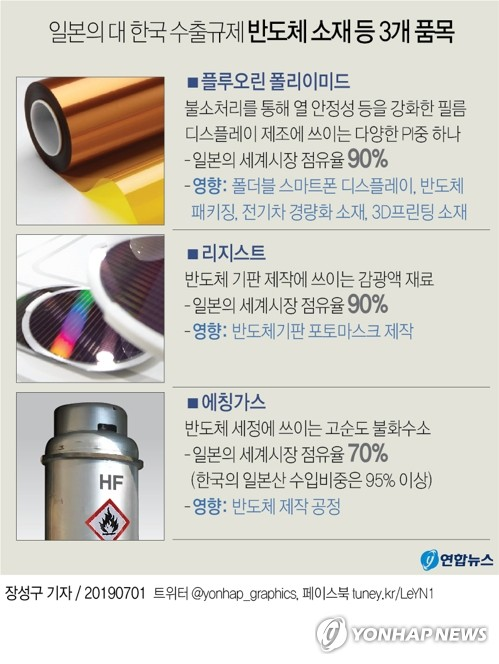 일본의 대 한국 수출규제 반도체 소재 등 3개 품목
■플루오린 폴리이미드
불소처리를 통해 열 안정성 등을 강화한 필름
디스플레이 제조에 쓰이는 다양한 PI중 하나
-일본의 세계시장 점유율 90%
-영향: 폴더블 스마트폰 디스플레이, 반도체
패키징, 전기차 경량화 소재, 3D프린팅 소재
■리지스트
반도체 기판 제작에 쓰이는 감광액 재료
-일본의 세계시장 점유율 90%
-영향: 반도체기판 포토마스크 제작
■에칭가스
반도체 세정에 쓰이는 고순도 불화수소
-일본의 세계시장 점유율 70%
(한국의 일본산 수입비중은 95% 이상)
-영향: 반도체 제작 공정
HF
연합뉴스
장성구 기자 / 20190701 트위터 @yonhap_graphics, 페이스북 tuney.kr/LeYN1
YONHAP NEWS